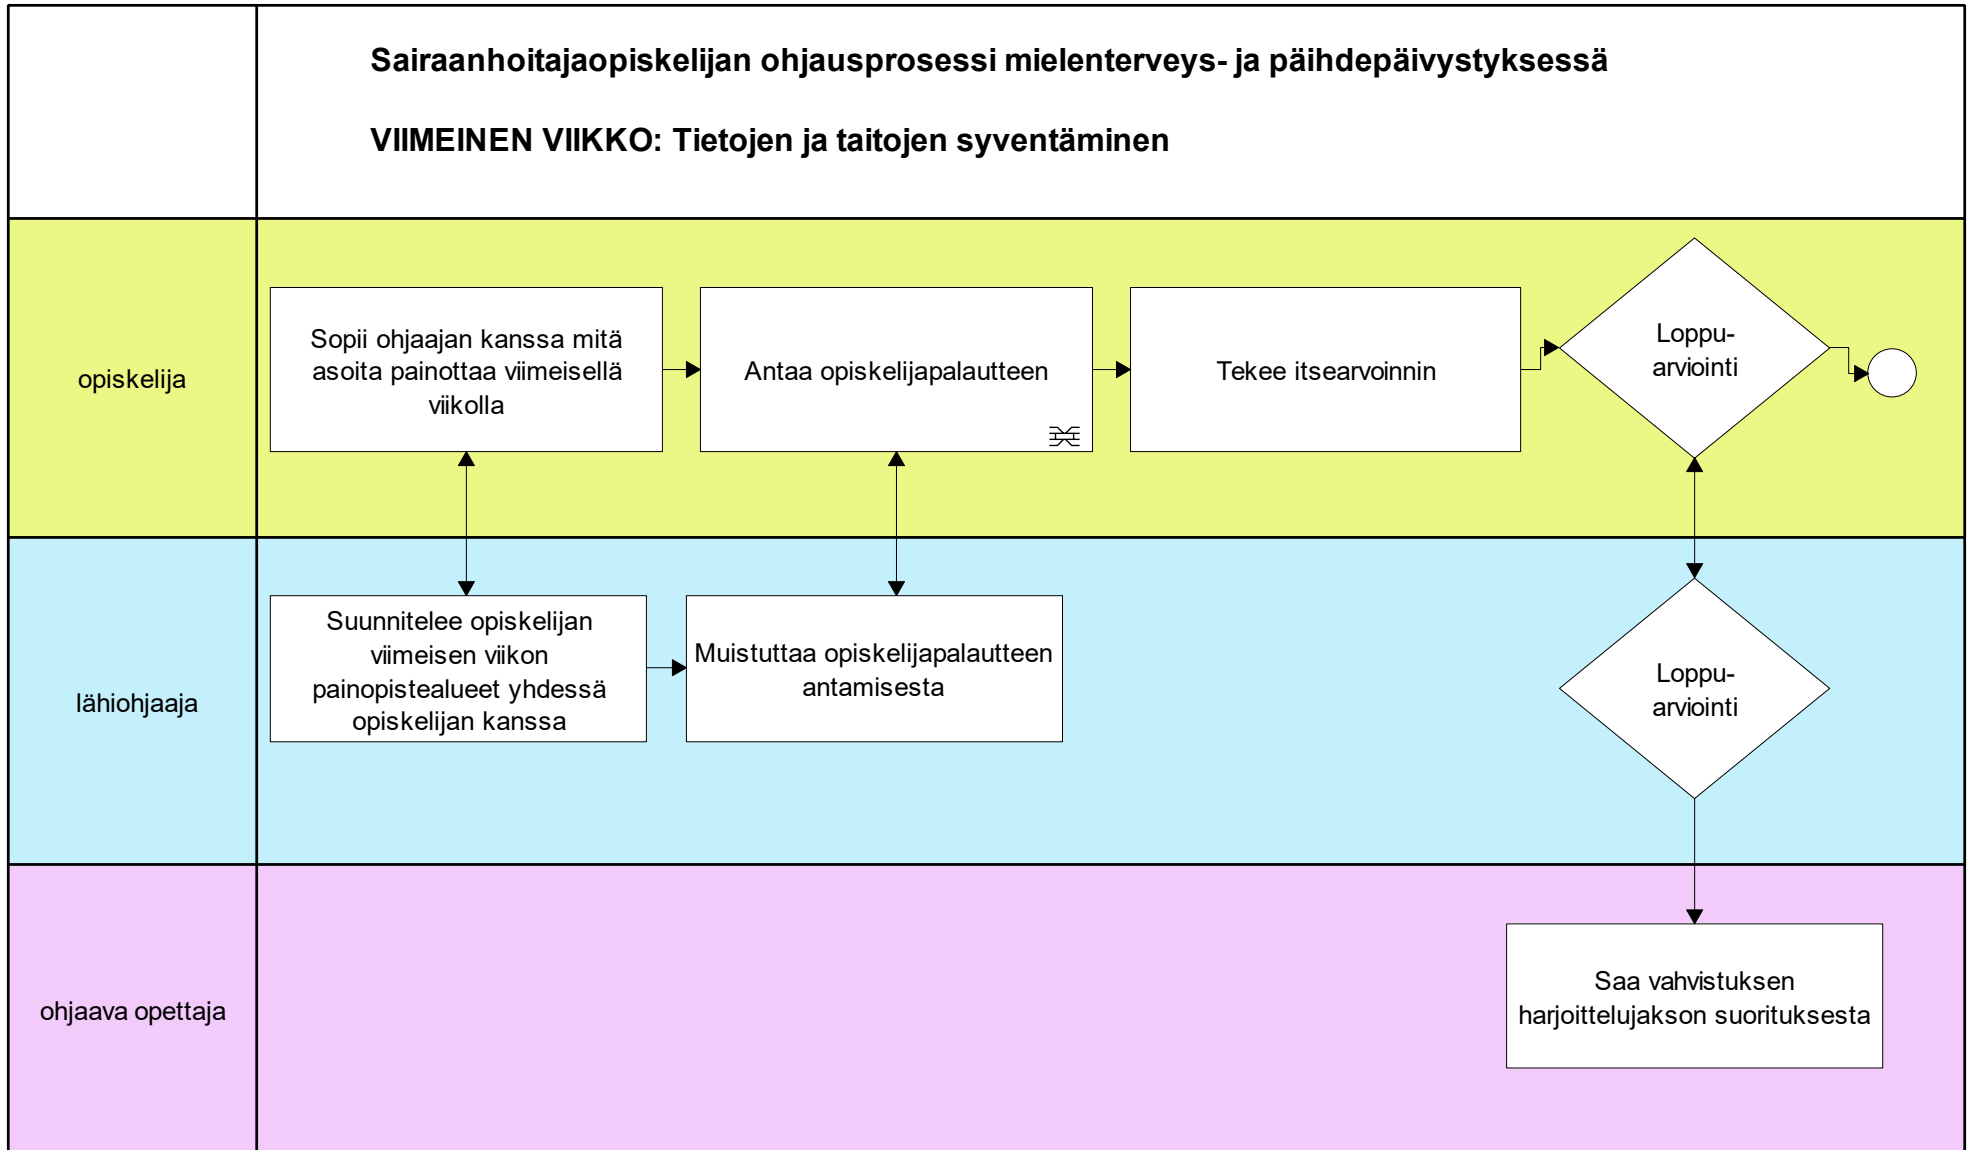 Sairaanhoitajaopiskelijan ohjausprosessi mielenterveys- ja päihdepäivystyksessä
VIIMEINEN VIIKKO: Tietojen ja taitojen syventäminen
opiskelija
Sopii ohjaajan kanssa mitä
asoita painottaa viimeisellä
viikolla
Antaa opiskelijapalautteen
Tekee itsearvoinnin
Loppu-
arviointi
lähiohjaaja
Suunnitelee opiskelijan
viimeisen viikon
painopistealueet yhdessä
opiskelijan kanssa
Muistuttaa opiskelijapalautteen
antamisesta
Loppu-
arviointi
ohjaava opettaja
Saa vahvistuksen
harjoittelujakson suorituksesta